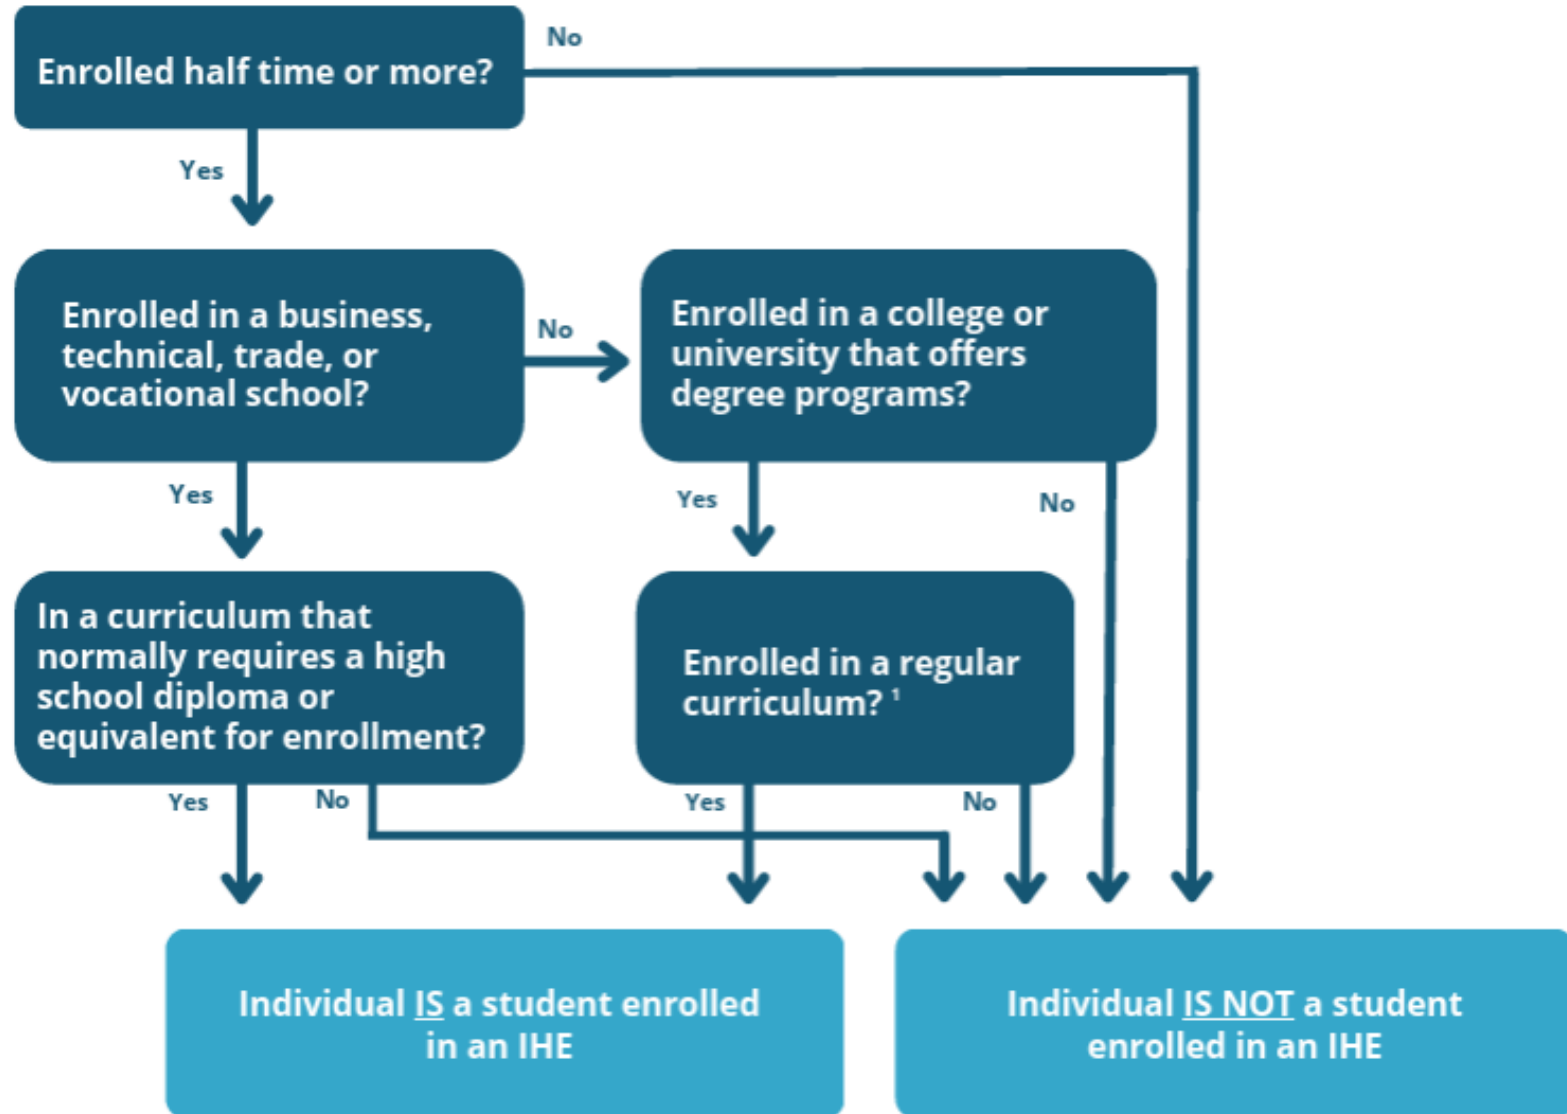 Enrolled half time or more?
No
Yes
Enrolled in a business,
technical, trade, or
vocational school?
No
Enrolled in a college or
university that offers
degree programs?
Yes
Yes
No
In a curriculum that
normally requires a high
school diploma or
equivalent for enrollment?
Enrolled in a regular
curriculum? ¹
Yes
No
Yes
No
Individual IS a student enrolled
in an IHE
Individual IS NOT a student
enrolled in an IHE